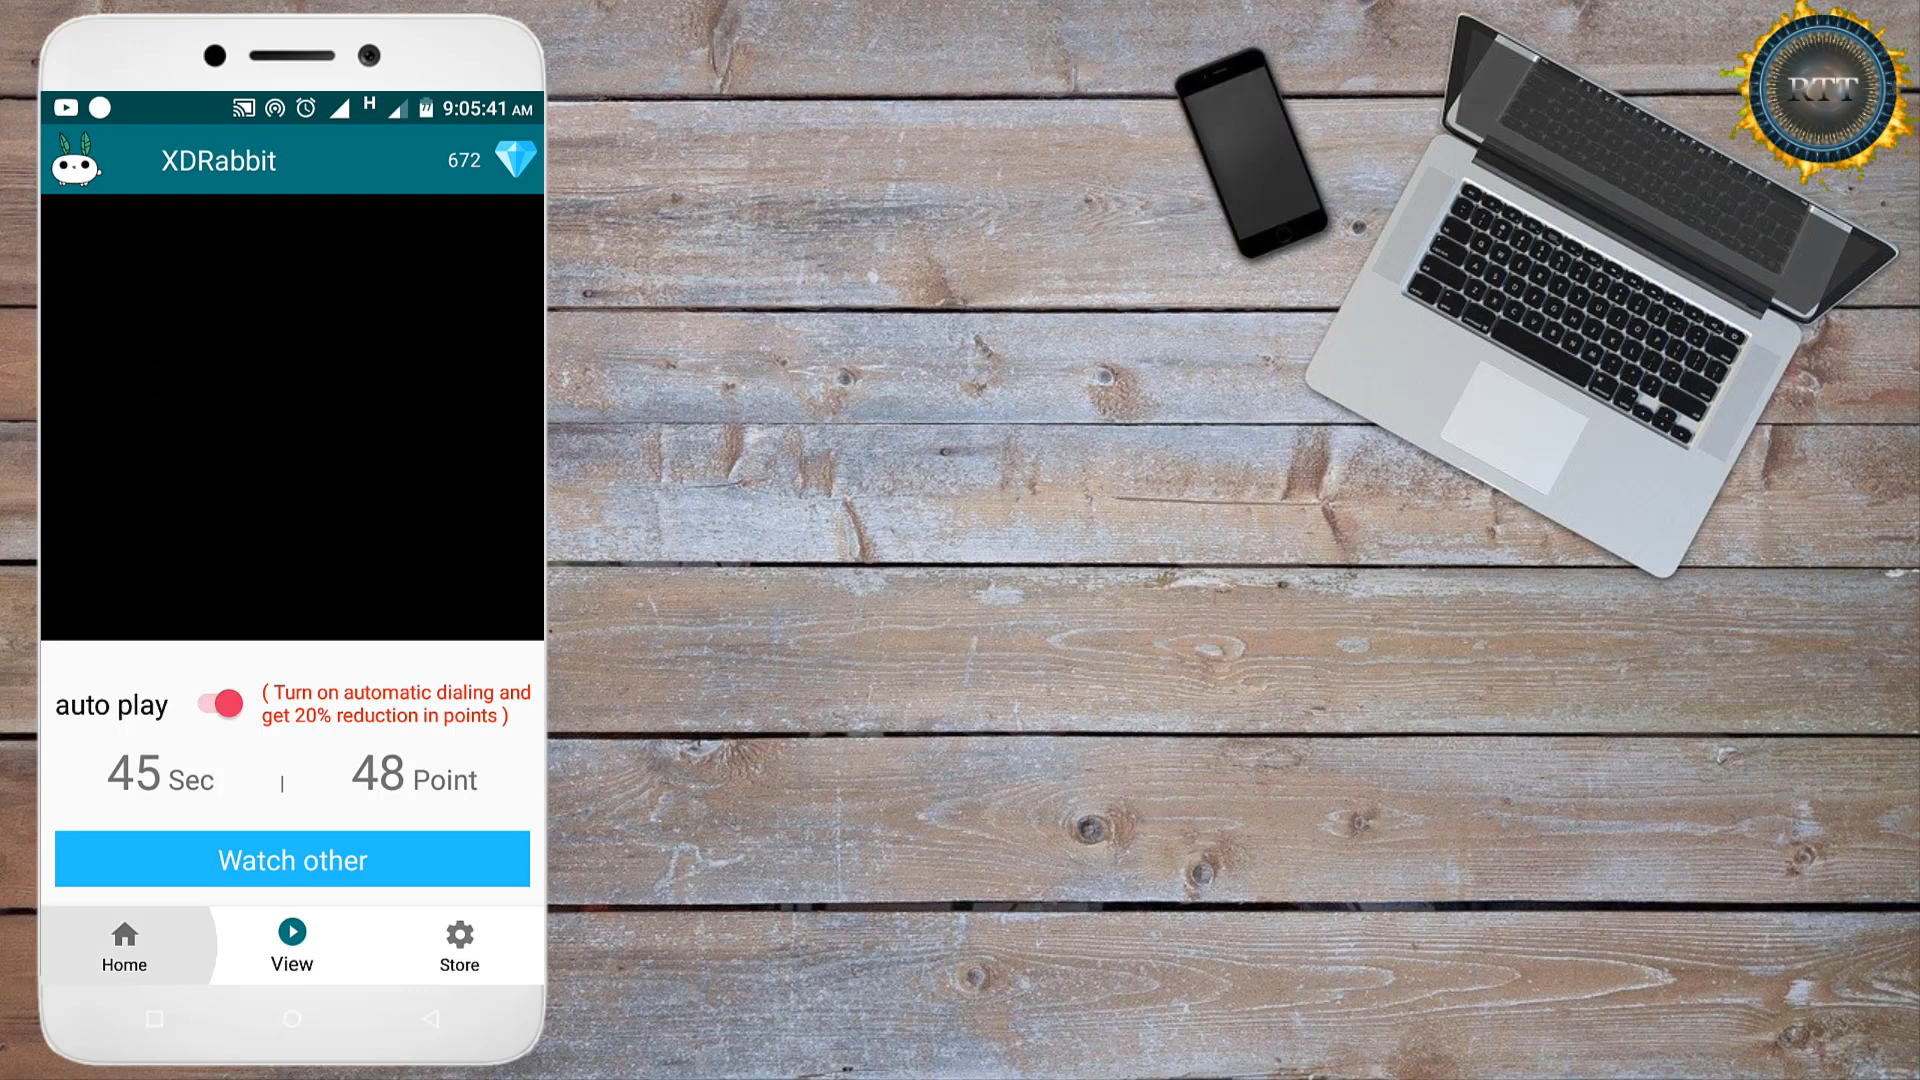 H
77
9:05:41 AM
XDRabbit
672
auto play
( Turn on automatic dialing and
get 20% reduction in points )
45 Sec
|
48 Point
Watch other
Home
View
Store
RTT